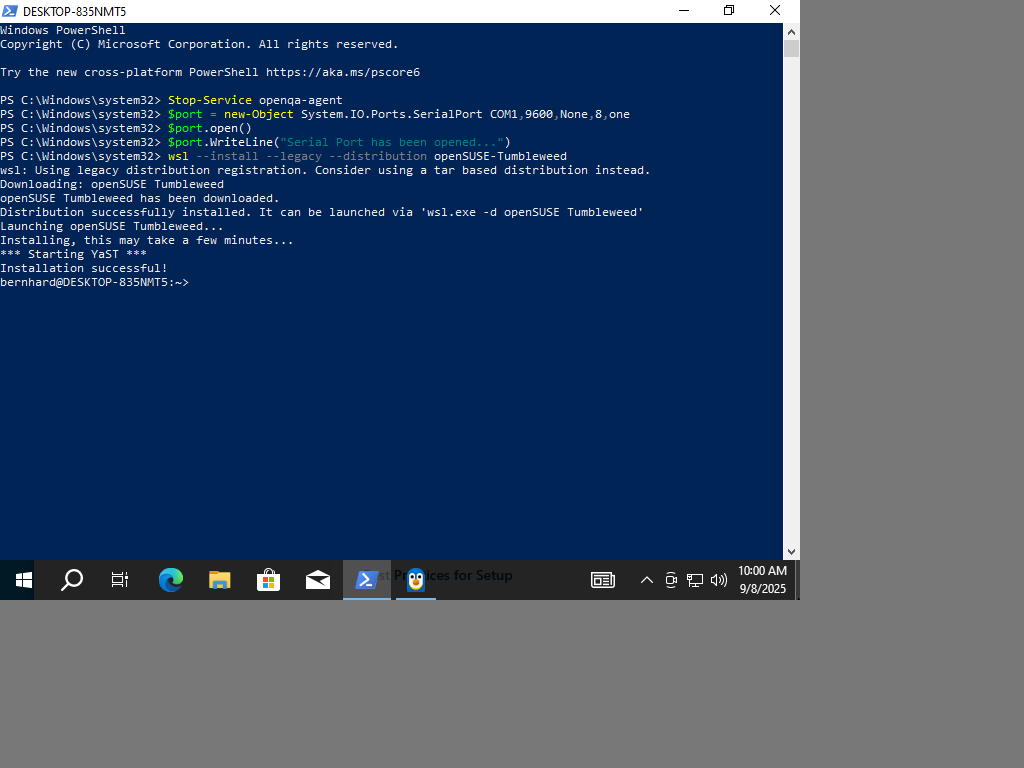 DESKTOP-835NMT5
Windows PowerShell
Copyright (C) Microsoft Corporation. All rights reserved.
Try the new cross-platform PowerShell https://aka.ms/pscore6
PS C:\Windows\system32> Stop-Service openqa-agent
PS C:\Windows\system32> $port = new-Object System.IO.Ports.SerialPort COM1,9600,None,8,one
PS C:\Windows\system32> $port.open()
PS C:\Windows\system32> $port.WriteLine("Serial Port has been opened...")
PS C:\Windows\system32> wsl --install --legacy --distribution openSUSE-Tumbleweed
wsl: Using legacy distribution registration. Consider using a tar based distribution instead.
Downloading: openSUSE Tumbleweed
openSUSE Tumbleweed has been downloaded.
Distribution successfully installed. It can be launched via 'wsl.exe -d openSUSE Tumbleweed'
Launching openSUSE Tumbleweed...
Installing, this may take a few minutes...
*** Starting YaST ***
Installation successful!
bernhard@DESKTOP-835NMT5:~>
for Setup
10:00 AM
9/8/2025